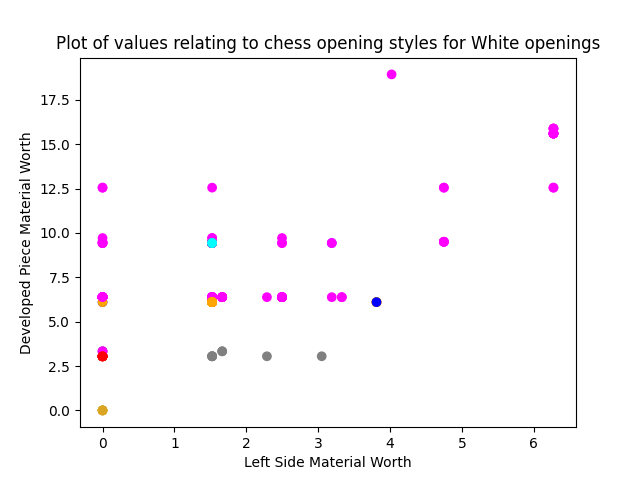 Plot of values relating to chess opening styles for White openings
17.5
15.0
12.5
10.0
7.5
5.0
2.5
0.0
Developed Piece Material Worth
0 1 2 3 4 5 6
Left Side Material Worth